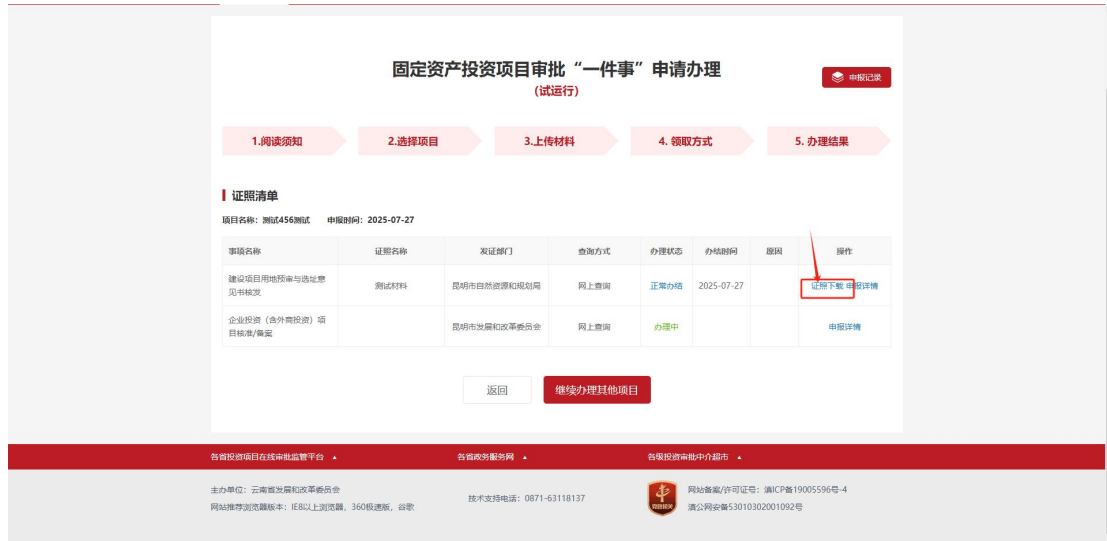 固定资产投资项目审批“一件事”申请办理
(试运行)
申报记录
1.阅读须知
2.选择项目
3.上传材料
4. 领取方式
5. 办理结果
证照清单
项目名称：测试456测试 申报时间：2025-07-27
事项名称 证照名称 发证部门 查询方式 办理状态 办结时间 原因 操作
建设项目用地预审与选址意见书核发 测试材料 昆明市自然资源和规划局 网上查询 正常办结 2025-07-27 证照下载 申报详情
企业投资（含外商投资）项目核准/备案 昆明市发展和改革委员会 网上查询 办理中 申报详情
返回
继续办理其他项目
各省投资项目在线审批监管平台 ▲ 各省政务服务网 ▲ 各级投资审批中介超市 ▲
主办单位：云南省发展和改革委员会
网站推荐浏览器版本：IE8以上浏览器，360极速版，谷歌
技术支持电话：0871-63118137
党政机关
网站备案/许可证号：滇ICP备19005596号-4
滇公网安备53010302001092号